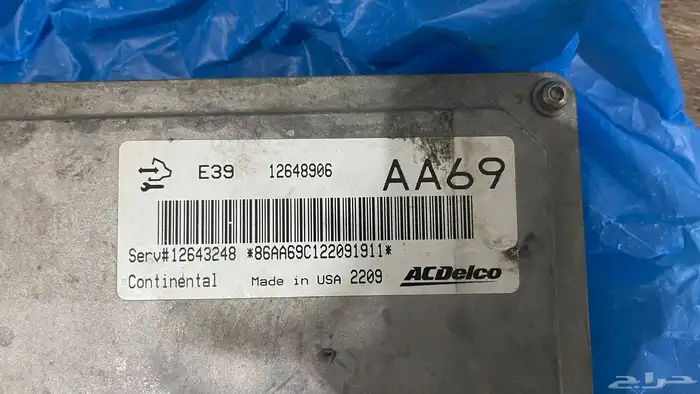 E39 12648906 AA69
Serv#12643248 *86AA69C122091911*
Continental Made in USA 2209 ACDelco
حراج